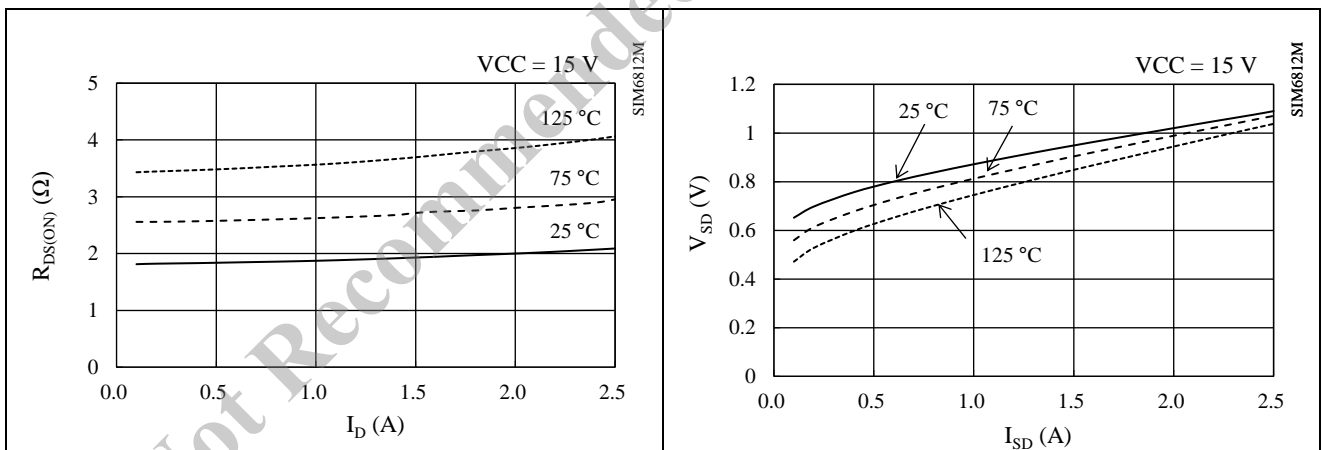 Not Recommended
VCC = 15 V
SIM6812M
5
4
3
2
1
0
R_DS(ON) (Ω)
125 °C
75 °C
25 °C
0.0 0.5 1.0 1.5 2.0 2.5
I_D (A)
VCC = 15 V
SIM6812M
1.2
1
0.8
0.6
0.4
0.2
0
V_SD (V)
25 °C
75 °C
125 °C
0.0 0.5 1.0 1.5 2.0 2.5
I_SD (A)